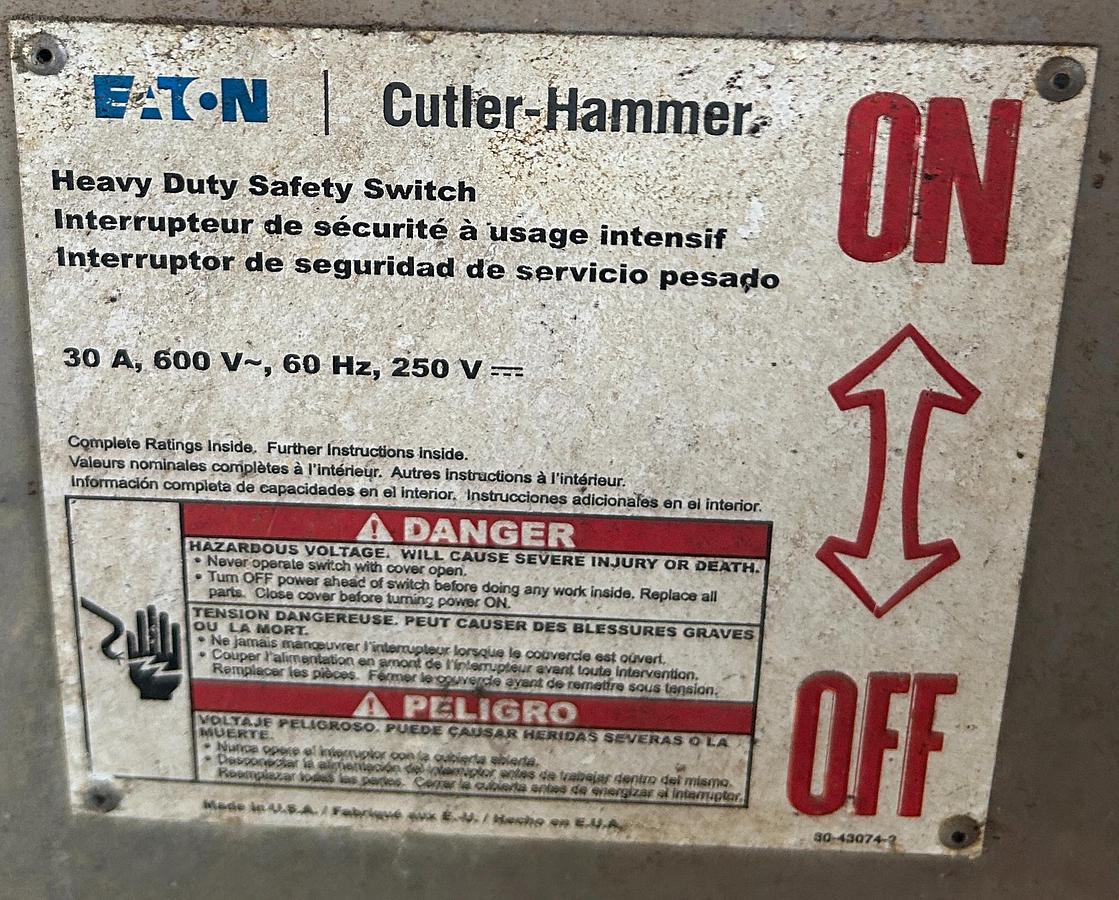 EATON | Cutler-Hammer
Heavy Duty Safety Switch
Interrupteur de sécurité à usage intensif
Interruptor de seguridad de servicio pesado
30 A, 600 V~, 60 Hz, 250 V ⎓
Complete Ratings Inside. Further Instructions inside.
Valeurs nominales complètes à l'intérieur. Autres instructions à l'intérieur.
Información completa de capacidades en el interior. Instrucciones adicionales en el interior.
⚠ DANGER
HAZARDOUS VOLTAGE. WILL CAUSE SEVERE INJURY OR DEATH.
• Never operate switch with cover open.
• Turn OFF power ahead of switch before doing any work inside. Replace all
parts. Close cover before turning power ON.
TENSION DANGEREUSE. PEUT CAUSER DES BLESSURES GRAVES
OU LA MORT.
• Ne jamais manœuvrer l'interrupteur lorsque le couvercle est ouvert.
• Couper l'alimentation en amont de l'interrupteur avant toute intervention.
Remplacer les pièces. Fermer le couvercle avant de remettre sous tension.
⚠ PELIGRO
VOLTAJE PELIGROSO. PUEDE CAUSAR HERIDAS SEVERAS O LA
MUERTE.
• Nunca opere el interruptor con la cubierta abierta.
• Desconectar la alimentación del interruptor antes de trabajar dentro del mismo.
Reemplazar todas las partes. Cerrar la cubierta antes de energizar el interruptor.
Made in U.S.A. / Fabriqué aux É.-U. / Hecho en E.U.A.
ON
OFF
30-43074-2